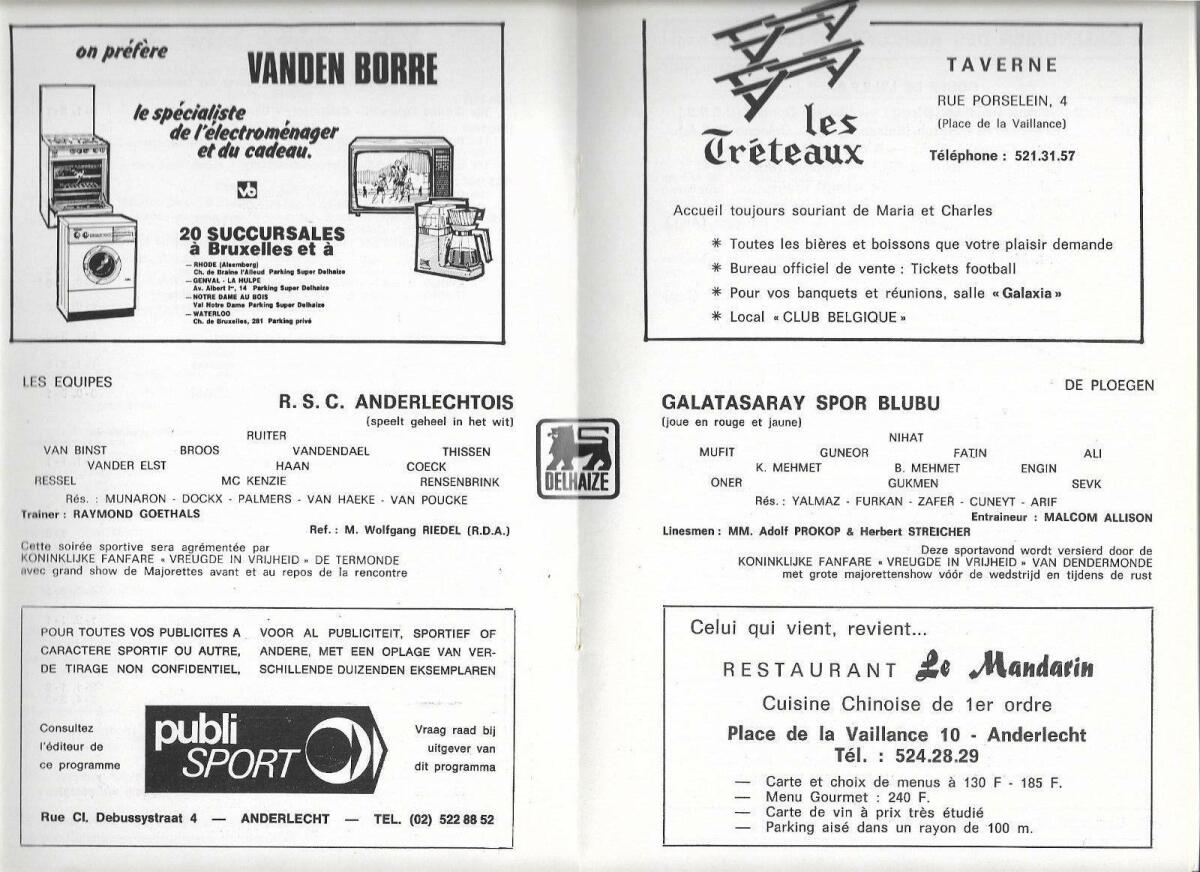 on préfère
VANDEN BORRE
le spécialiste
de l'électroménager
et du cadeau.
vb
20 SUCCURSALES
à Bruxelles et à
— RHODE (Alsemberg)
Ch. de Braine l'Alleud Parking Super Delhaize
— GENVAL - LA HULPE
Av. Albert Iᵉʳ, 14 Parking Super Delhaize
— NOTRE DAME AU BOIS
Val Notre Dame Parking Super Delhaize
— WATERLOO
Ch. de Bruxelles, 281 Parking privé
LES EQUIPES
R. S. C. ANDERLECHTOIS
(speelt geheel in het wit)
RUITER
VAN BINST BROOS VANDENDAEL THISSEN
VANDER ELST HAAN COECK
RESSEL MC KENZIE RENSENBRINK
Rés. : MUNARON - DOCKX - PALMERS - VAN HAEKE - VAN POUCKE
Trainer : RAYMOND GOETHALS
Ref. : M. Wolfgang RIEDEL (R.D.A.)
Cette soirée sportive sera agrémentée par
KONINKLIJKE FANFARE « VREUGDE IN VRIJHEID » DE TERMONDE
avec grand show de Majorettes avant et au repos de la rencontre
POUR TOUTES VOS PUBLICITES A
CARACTERE SPORTIF OU AUTRE,
DE TIRAGE NON CONFIDENTIEL,
VOOR AL PUBLICITEIT, SPORTIEF OF
ANDERE, MET EEN OPLAGE VAN VER-
SCHILLENDE DUIZENDEN EKSEMPLAREN
Consultez
l'éditeur de
ce programme
publi
SPORT
Vraag raad bij
uitgever van
dit programma
Rue Cl. Debussystraat 4 — ANDERLECHT — TEL. (02) 522 88 52
DELHAIZE
les
Tréteaux
TAVERNE
RUE PORSELEIN, 4
(Place de la Vaillance)
Téléphone : 521.31.57
Accueil toujours souriant de Maria et Charles
* Toutes les bières et boissons que votre plaisir demande
* Bureau officiel de vente : Tickets football
* Pour vos banquets et réunions, salle « Galaxia »
* Local « CLUB BELGIQUE »
DE PLOEGEN
GALATASARAY SPOR BLUBU
(joue en rouge et jaune)
NIHAT
MUFIT GUNEOR FATIN ALI
K. MEHMET B. MEHMET ENGIN
ONER GUKMEN SEVK
Rés. : YALMAZ - FURKAN - ZAFER - CUNEYT - ARIF
Entraineur : MALCOM ALLISON
Linesmen : MM. Adolf PROKOP & Herbert STREICHER
Deze sportavond wordt versierd door de
KONINKLIJKE FANFARE « VREUGDE IN VRIJHEID » VAN DENDERMONDE
met grote majorettenshow vóór de wedstrijd en tijdens de rust
Celui qui vient, revient...
RESTAURANT Le Mandarin
Cuisine Chinoise de 1er ordre
Place de la Vaillance 10 - Anderlecht
Tél. : 524.28.29
— Carte et choix de menus à 130 F - 185 F.
— Menu Gourmet : 240 F.
— Carte de vin à prix très étudié
— Parking aisé dans un rayon de 100 m.